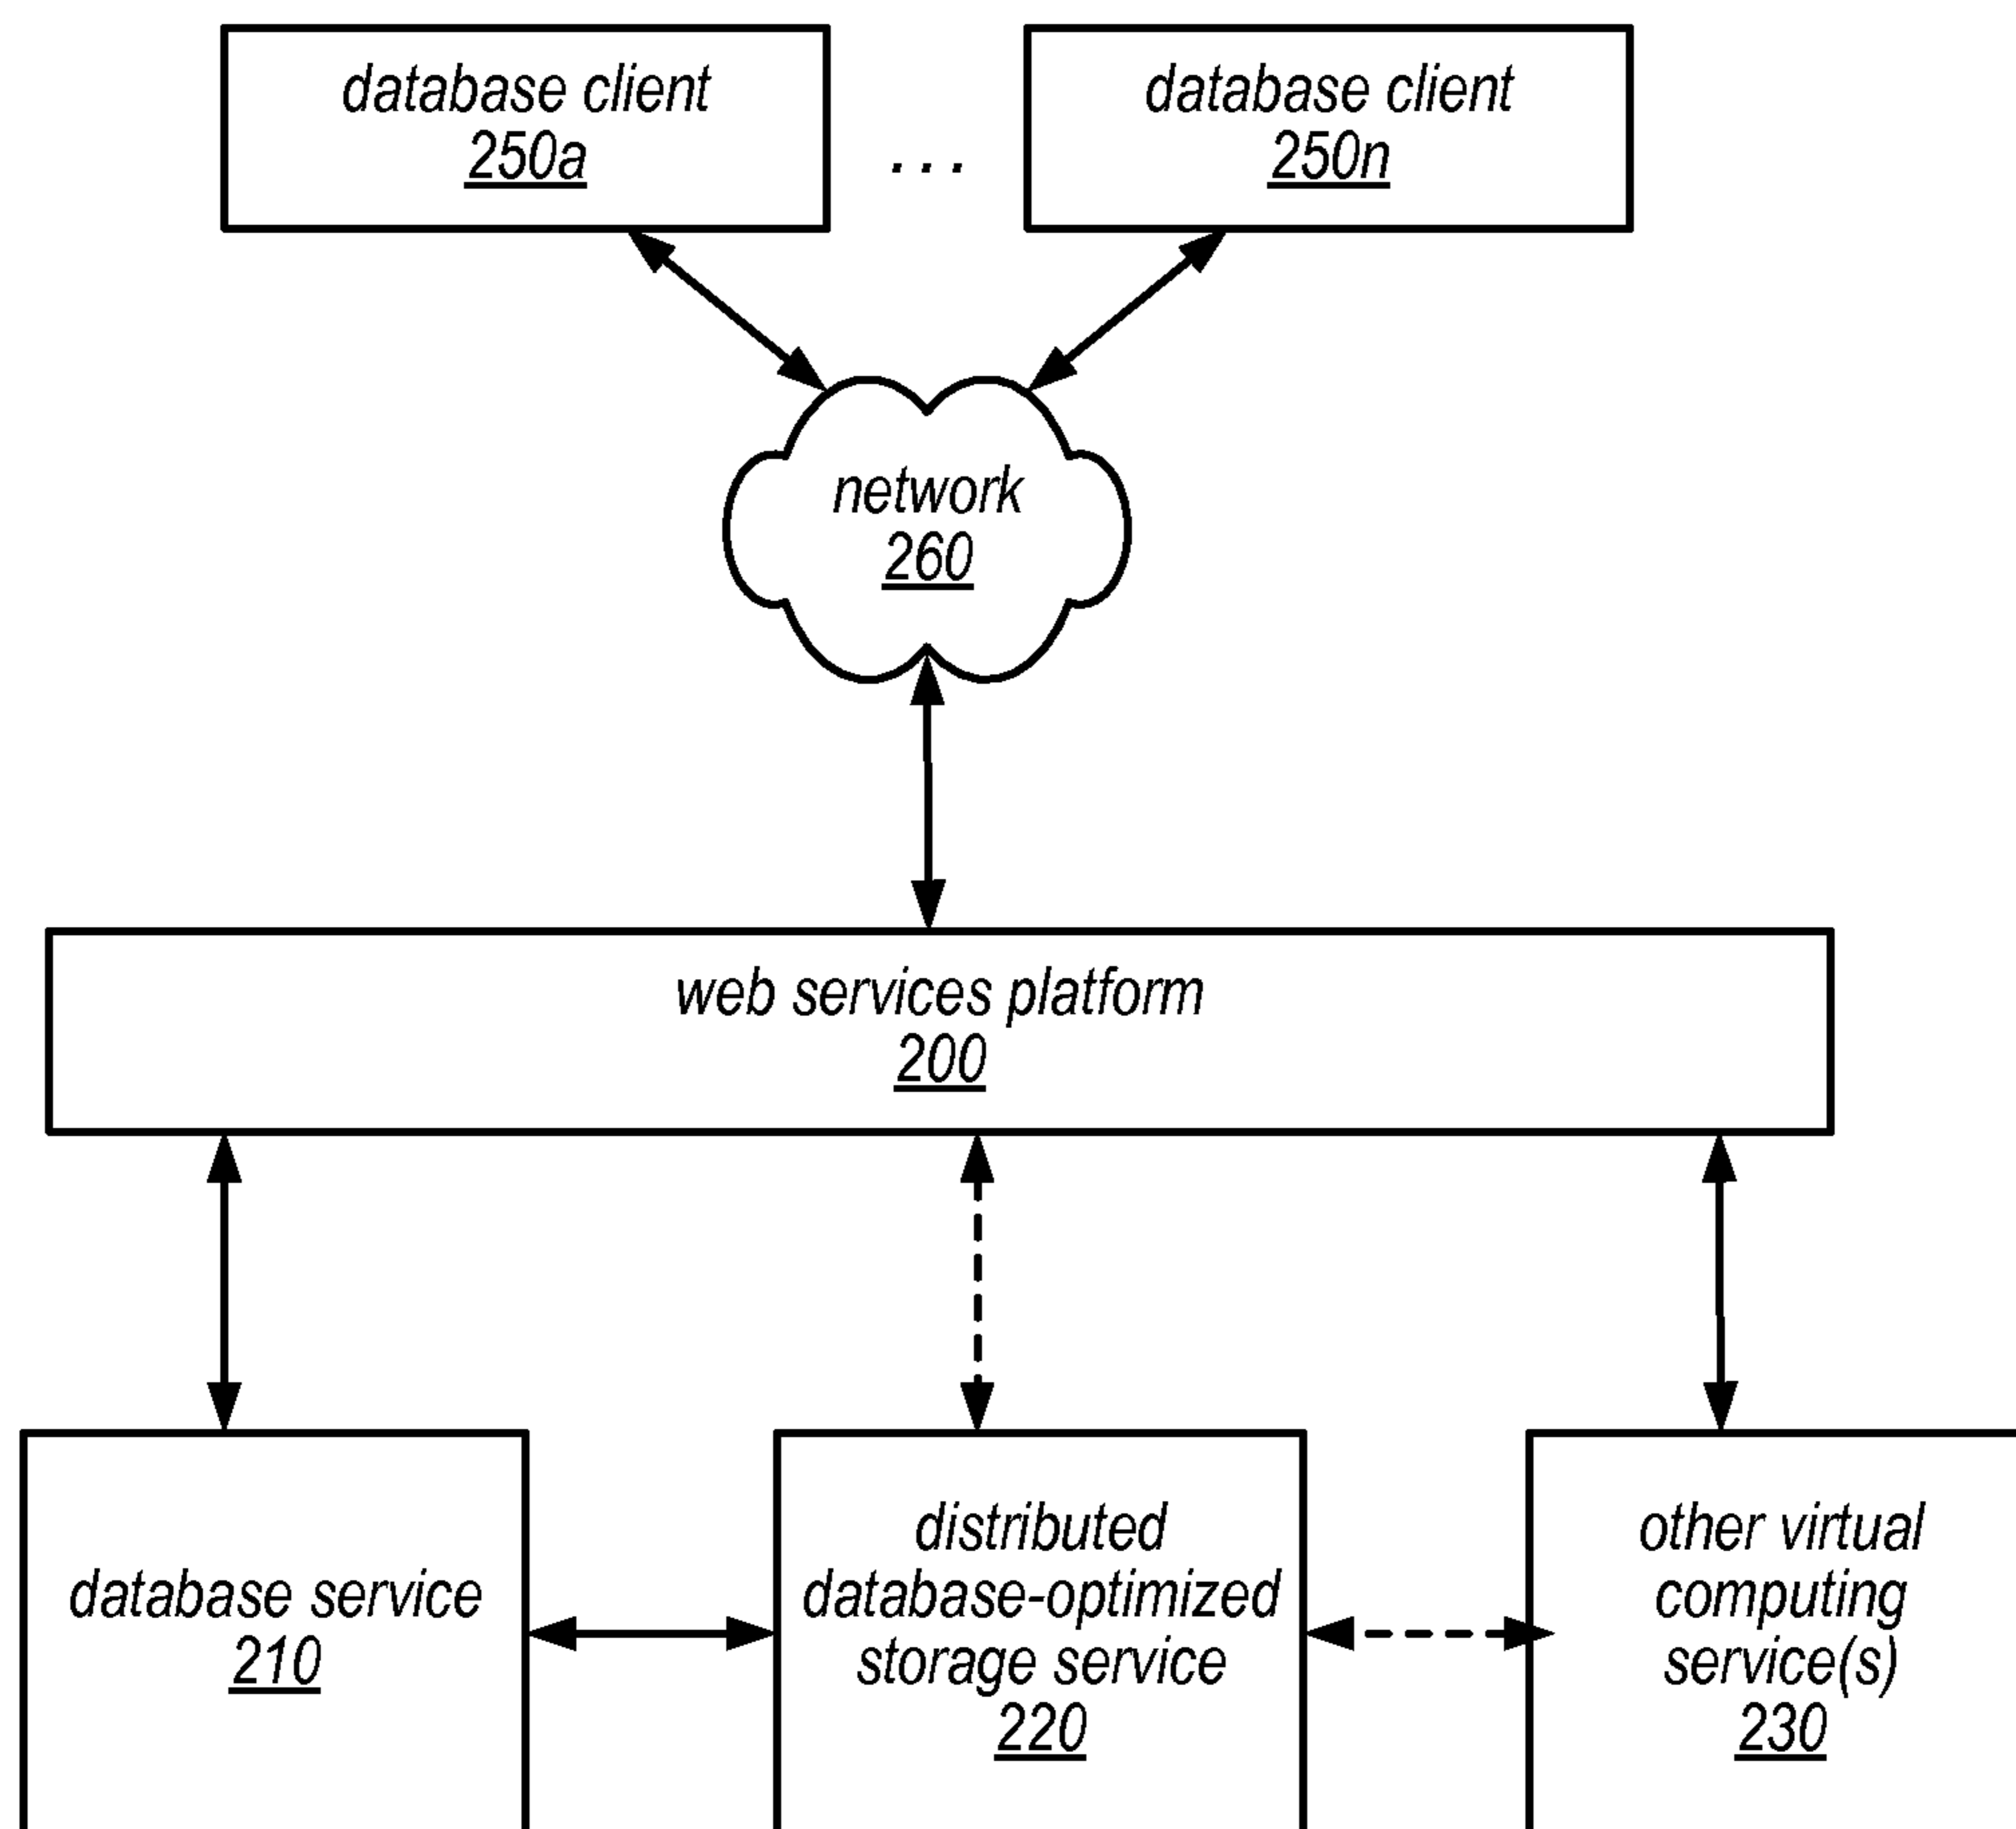 database client
250a
...
database client
250n
network
260
web services platform
200
database service
210
distributed
database-optimized
storage service
220
other virtual
computing
service(s)
230